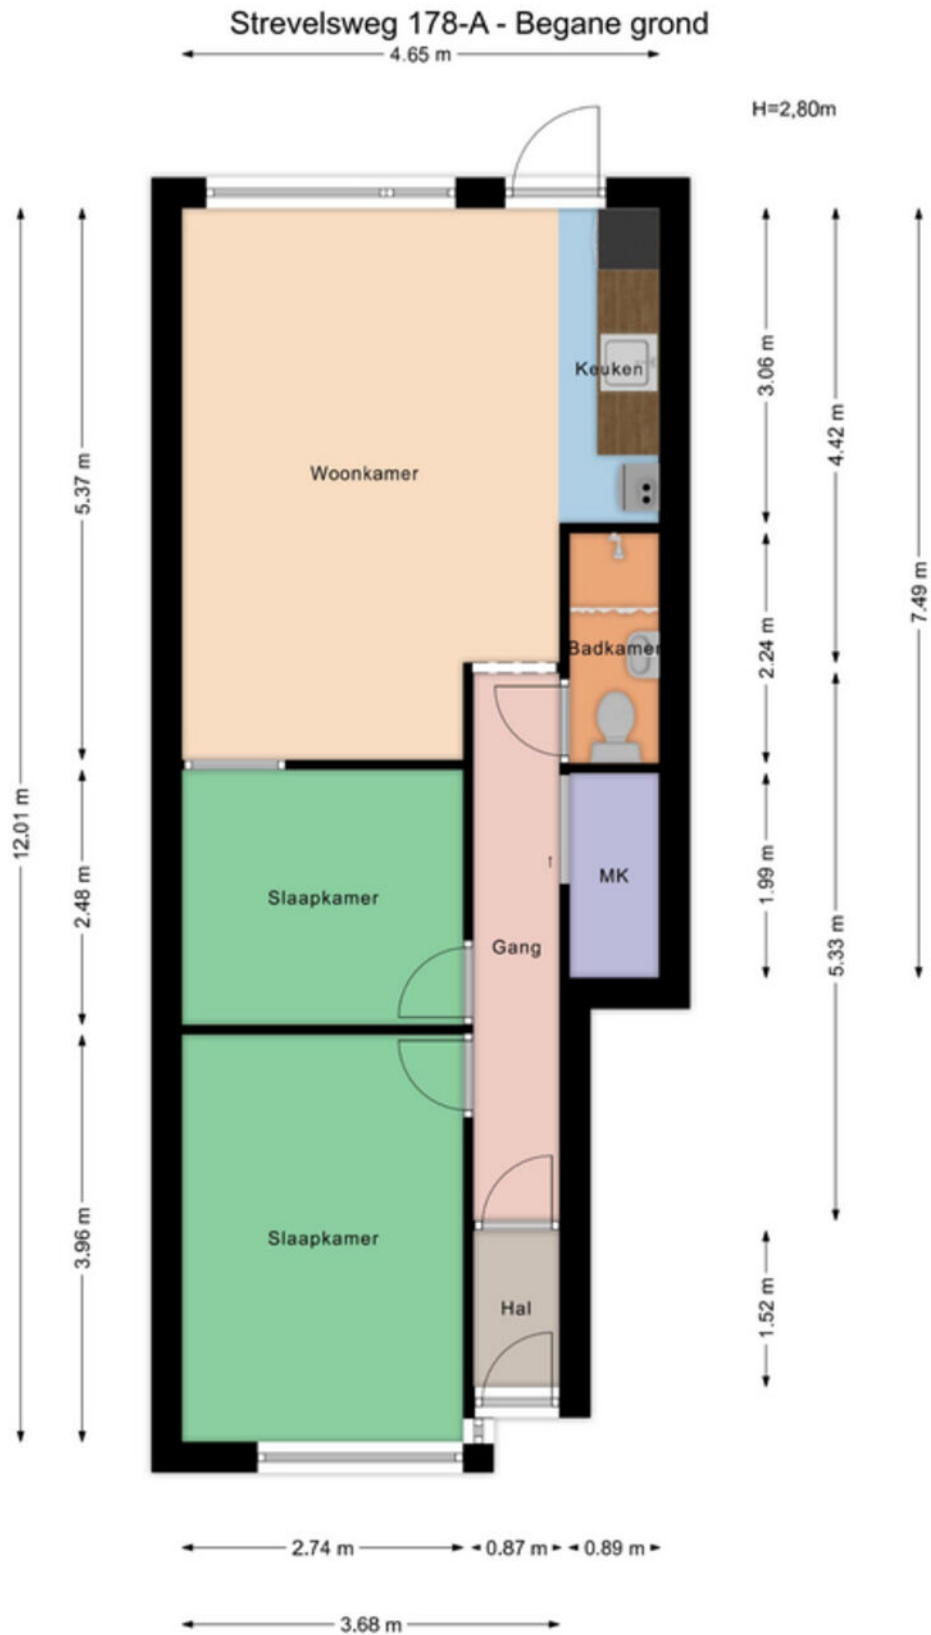 Strevelsweg 178-A - Begane grond
4.65 m
H=2,80m
Keuken
3.06 m
4.42 m
5.37 m
Woonkamer
7.49 m
Badkamer
2.24 m
12.01 m
2.48 m
Slaapkamer
MK
1.99 m
Gang
5.33 m
3.96 m
Slaapkamer
Hal
1.52 m
2.74 m
0.87 m
0.89 m
3.68 m